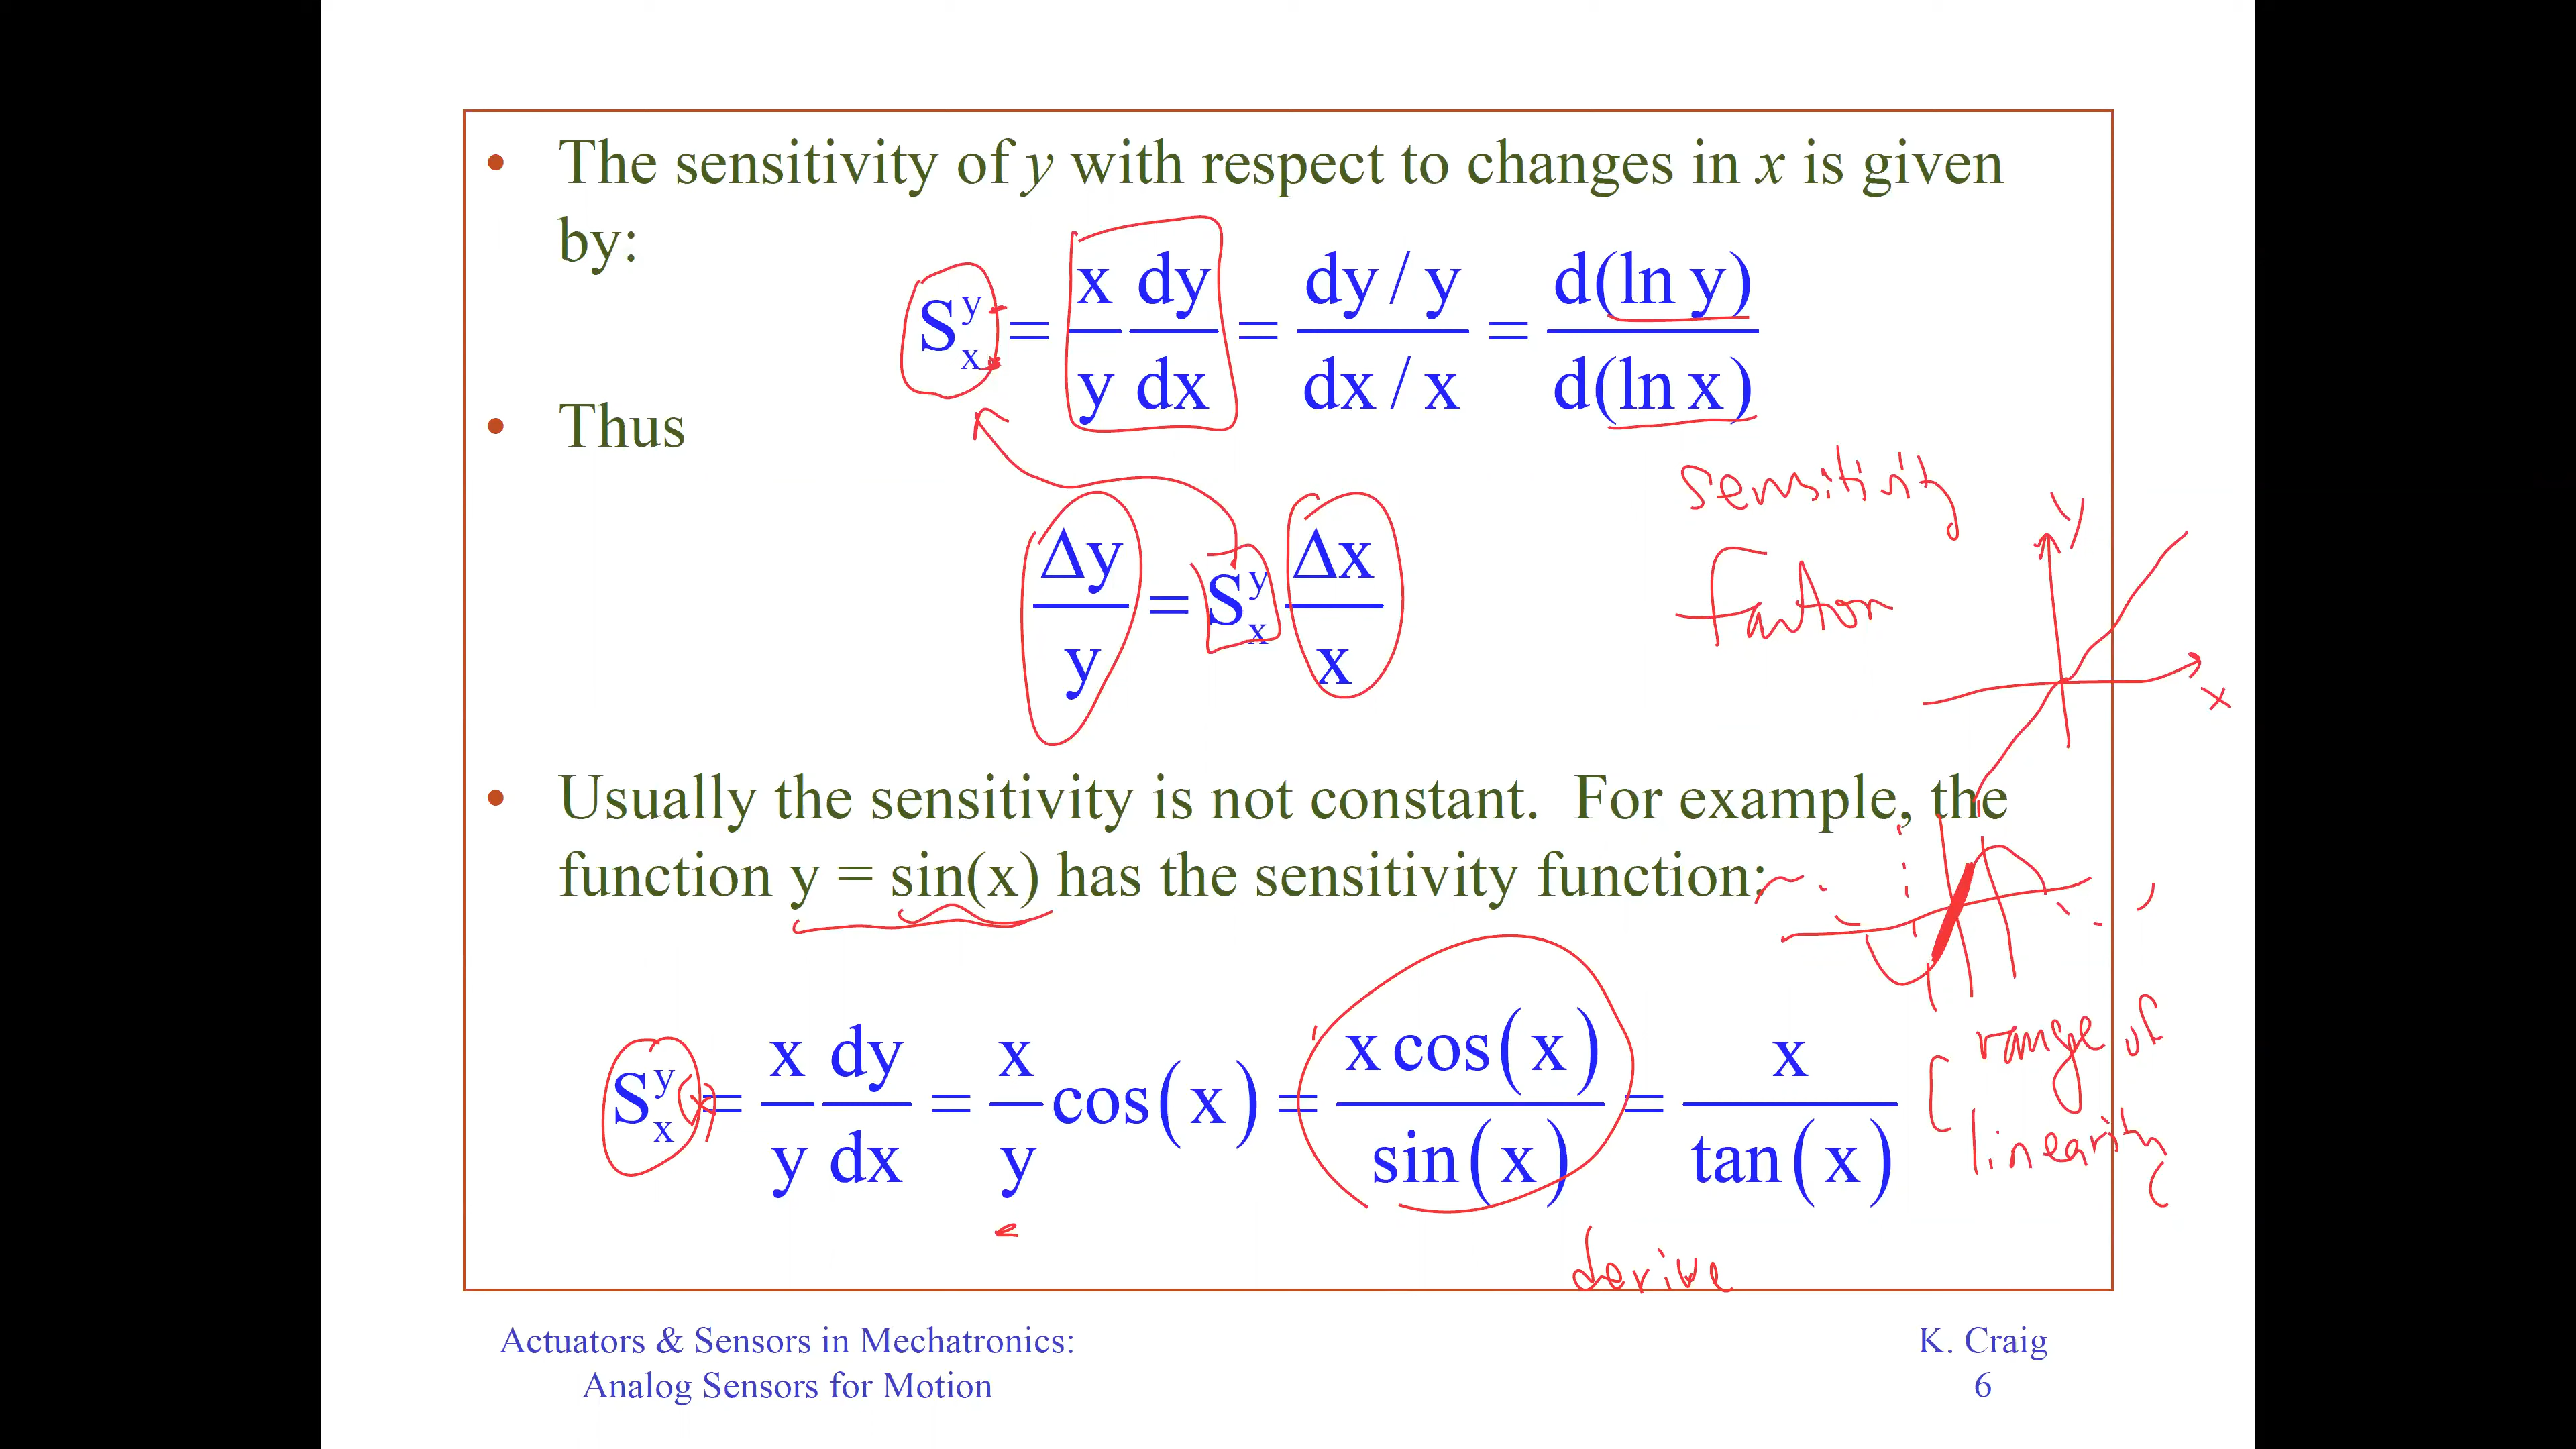 • The sensitivity of y with respect to changes in x is given
by:
S_x^y = x/y dy/dx = (dy / y)/(dx / x) = d(ln y)/d(ln x)
• Thus
sensitivity
factor
Δy/y = S_x^y Δx/x
y
x
• Usually the sensitivity is not constant. For example, the
function y = sin(x) has the sensitivity function:
S_x^y = x/y dy/dx = x/y cos(x) = x cos(x)/sin(x) = x/tan(x)
range of
linearity
derive
Actuators & Sensors in Mechatronics:
Analog Sensors for Motion
K. Craig
6